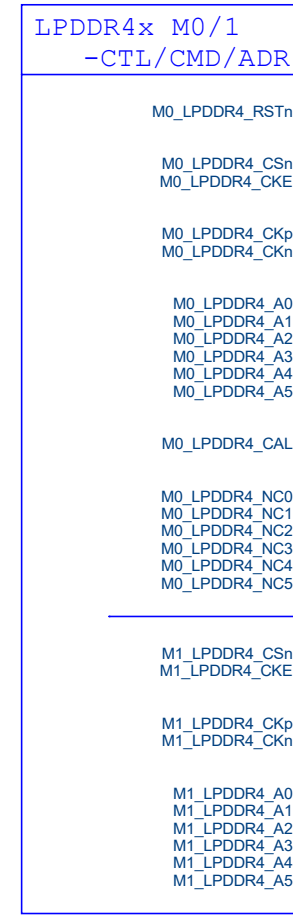 LPDDR4x M0/1
-CTL/CMD/ADR
M0_LPDDR4_RSTn
M0_LPDDR4_CSn
M0_LPDDR4_CKE
M0_LPDDR4_CKp
M0_LPDDR4_CKn
M0_LPDDR4_A0
M0_LPDDR4_A1
M0_LPDDR4_A2
M0_LPDDR4_A3
M0_LPDDR4_A4
M0_LPDDR4_A5
M0_LPDDR4_CAL
M0_LPDDR4_NC0
M0_LPDDR4_NC1
M0_LPDDR4_NC2
M0_LPDDR4_NC3
M0_LPDDR4_NC4
M0_LPDDR4_NC5
M1_LPDDR4_CSn
M1_LPDDR4_CKE
M1_LPDDR4_CKp
M1_LPDDR4_CKn
M1_LPDDR4_A0
M1_LPDDR4_A1
M1_LPDDR4_A2
M1_LPDDR4_A3
M1_LPDDR4_A4
M1_LPDDR4_A5